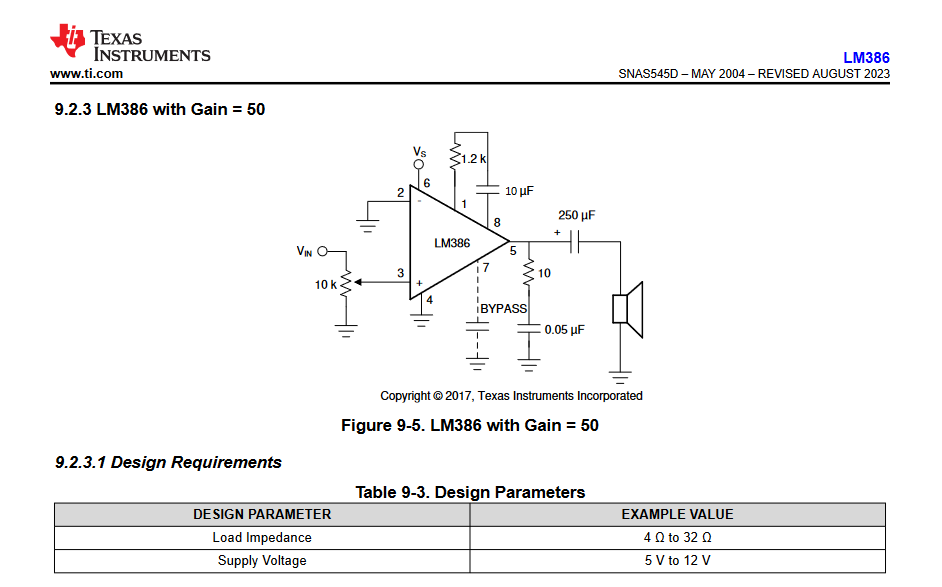 TEXAS
INSTRUMENTS
www.ti.com
LM386
SNAS545D – MAY 2004 – REVISED AUGUST 2023
9.2.3 LM386 with Gain = 50
VS
6
1.2 k
10 µF
2
-
1
8
250 µF
+
LM386
5
VIN
7
10 k
3
+
10
4
BYPASS
0.05 µF
Copyright © 2017, Texas Instruments Incorporated
Figure 9-5. LM386 with Gain = 50
9.2.3.1 Design Requirements
Table 9-3. Design Parameters
DESIGN PARAMETER EXAMPLE VALUE
Load Impedance 4 Ω to 32 Ω
Supply Voltage 5 V to 12 V